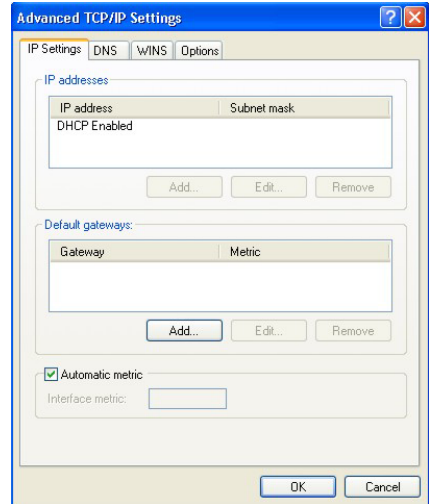 Advanced TCP/IP Settings
IP Settings DNS WINS Options
IP addresses
IP address Subnet mask
DHCP Enabled
Add... Edit... Remove
Default gateways:
Gateway Metric
Add... Edit... Remove
Automatic metric
Interface metric:
OK Cancel